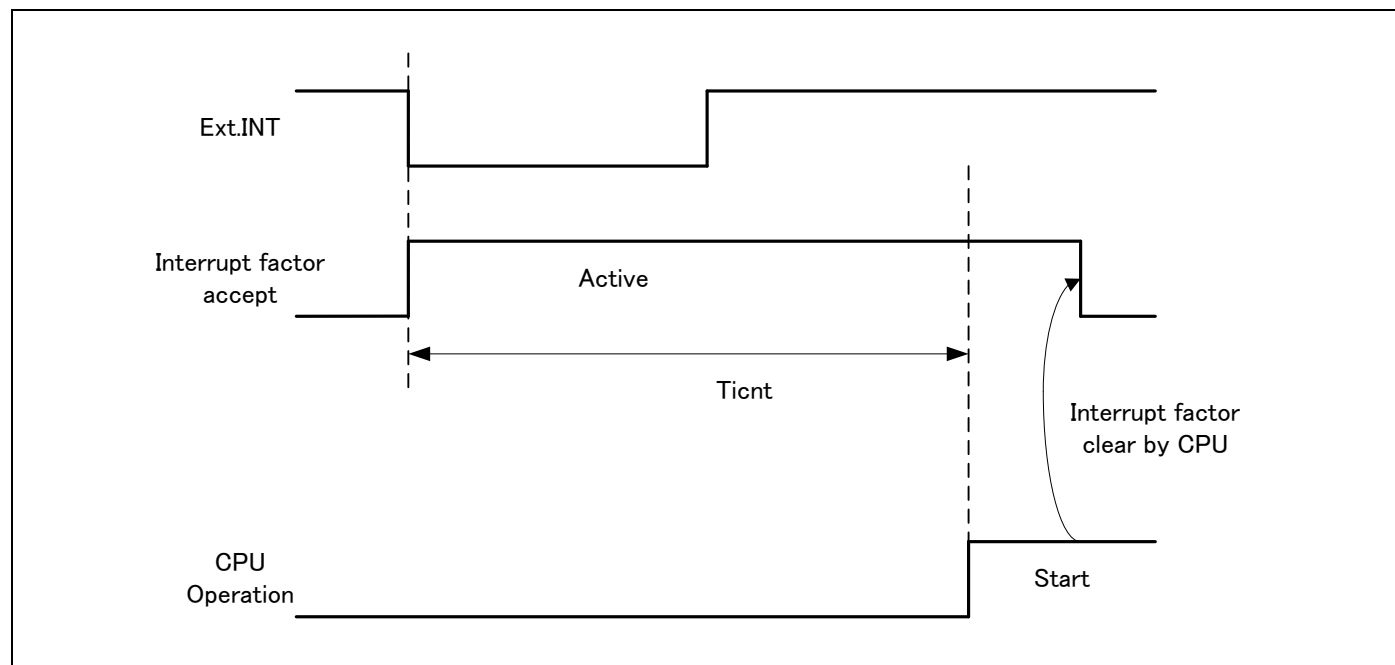 Ext.INT
Interrupt factor
accept
Active
Ticnt
Interrupt factor
clear by CPU
CPU
Operation
Start